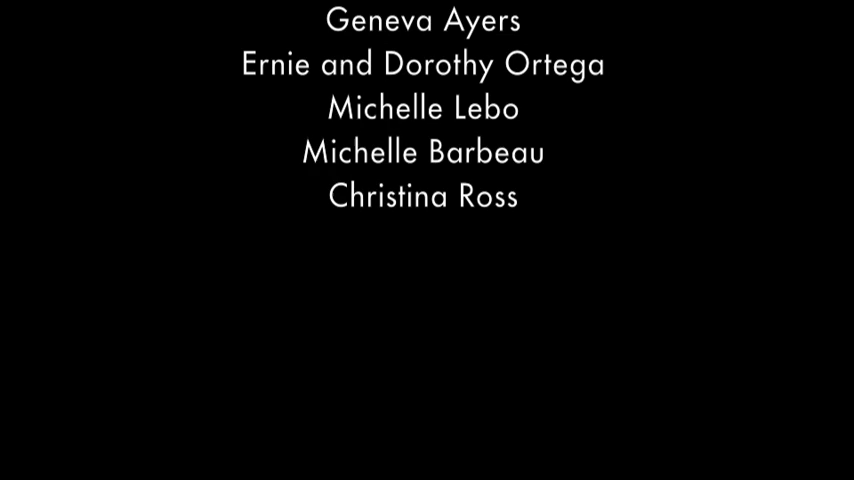 Geneva Ayers
Ernie and Dorothy Ortega
Michelle Lebo
Michelle Barbeau
Christina Ross